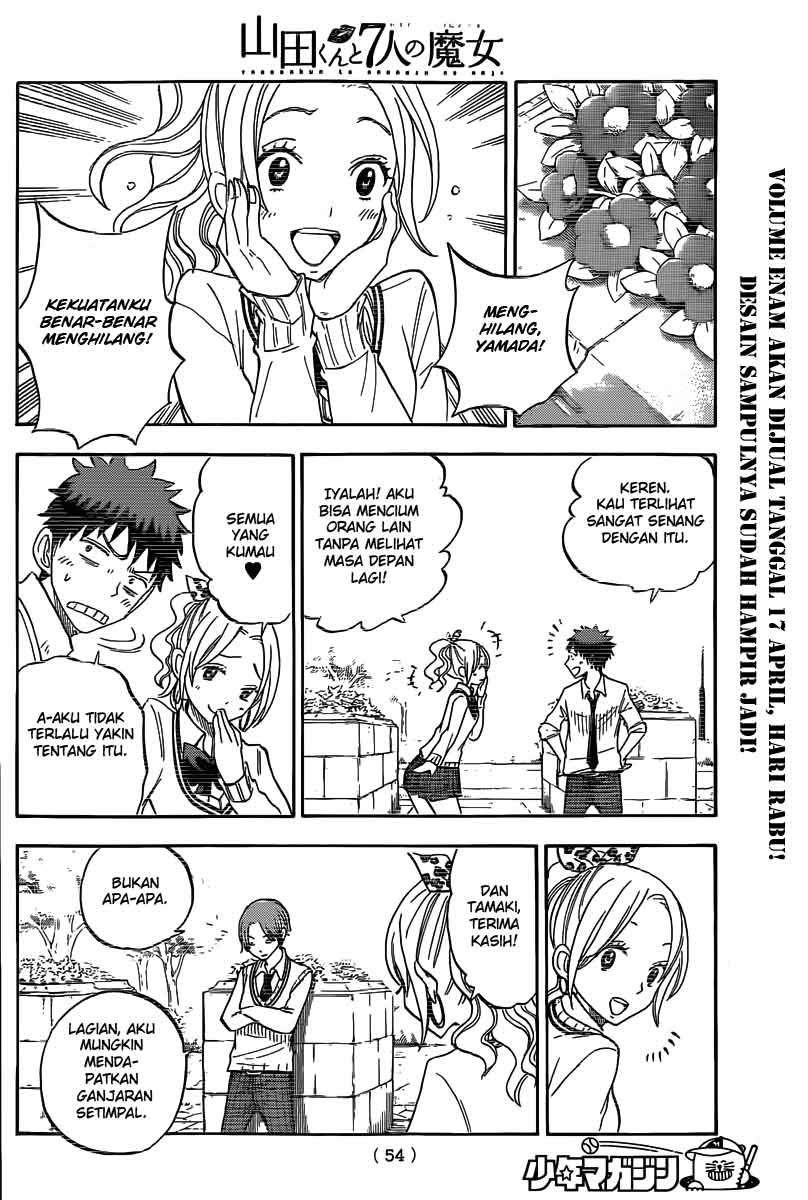 山田くんと7人の魔女
VOLUME ENAM AKAN DIJUAL TANGGAL 17 APRIL, HARI RABU!
DESAIN SAMPULNYA SUDAH HAMPIR JADI!
MENG-
HILANG,
YAMADA!
KEKUATANKU
BENAR-BENAR
MENGHILANG!
KEREN.
KAU TERLIHAT
SANGAT SENANG
DENGAN ITU.
IYALAH! AKU
BISA MENCIUM
ORANG LAIN
TANPA MELIHAT
MASA DEPAN
LAGI!
SEMUA
YANG
KUMAU
♥
A-AKU TIDAK
TERLALU YAKIN
TENTANG ITU.
DAN
TAMAKI,
TERIMA
KASIH!
BUKAN
APA-APA.
LAGIAN, AKU
MUNGKIN
MENDA-
PATKAN
GANJARAN
SETIMPAL.
( 54 )
少年マガジン